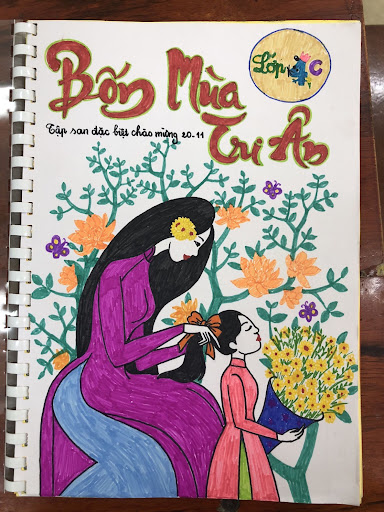 Bốn Mùa
Tri Ân
Lớp 4C
Tập san đặc biệt chào mừng 20.11